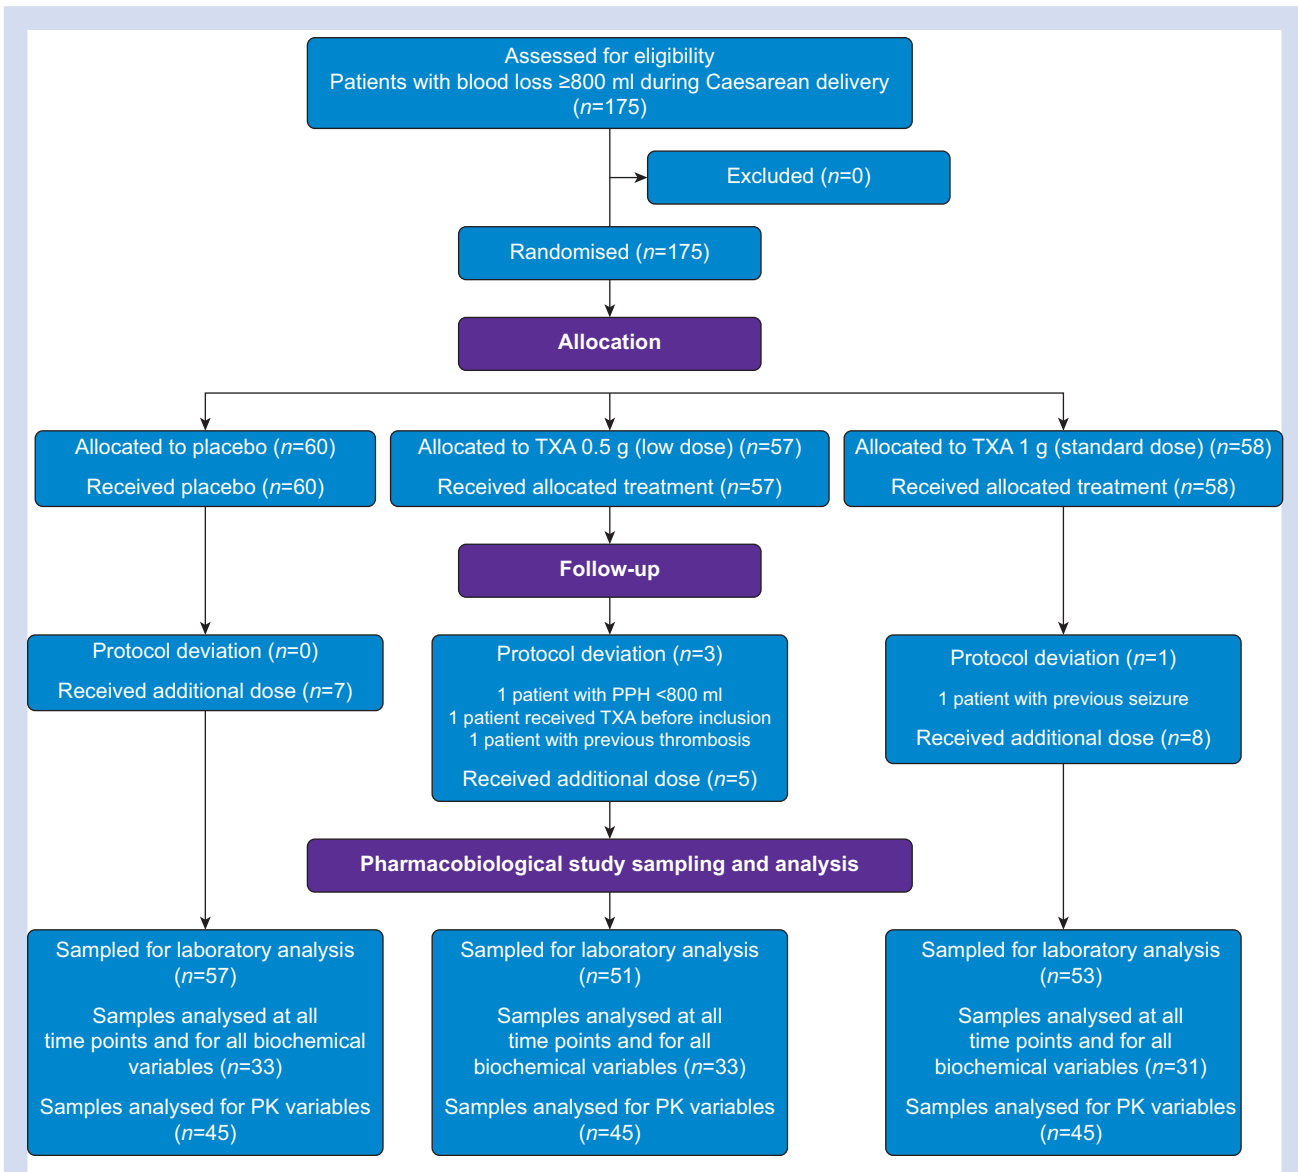 Assessed for eligibility
Patients with blood loss ≥800 ml during Caesarean delivery
(n=175)
Excluded (n=0)
Randomised (n=175)
Allocation
Allocated to placebo (n=60)
Received placebo (n=60)
Allocated to TXA 0.5 g (low dose) (n=57)
Received allocated treatment (n=57)
Allocated to TXA 1 g (standard dose) (n=58)
Received allocated treatment (n=58)
Follow-up
Protocol deviation (n=0)
Received additional dose (n=7)
Protocol deviation (n=3)
1 patient with PPH <800 ml
1 patient received TXA before inclusion
1 patient with previous thrombosis
Received additional dose (n=5)
Protocol deviation (n=1)
1 patient with previous seizure
Received additional dose (n=8)
Pharmacobiological study sampling and analysis
Sampled for laboratory analysis
(n=57)
Samples analysed at all
time points and for all biochemical
variables (n=33)
Samples analysed for PK variables
(n=45)
Sampled for laboratory analysis
(n=51)
Samples analysed at all
time points and for all
biochemical variables (n=33)
Samples analysed for PK variables
(n=45)
Sampled for laboratory analysis
(n=53)
Samples analysed at all
time points and for all
biochemical variables (n=31)
Samples analysed for PK variables
(n=45)